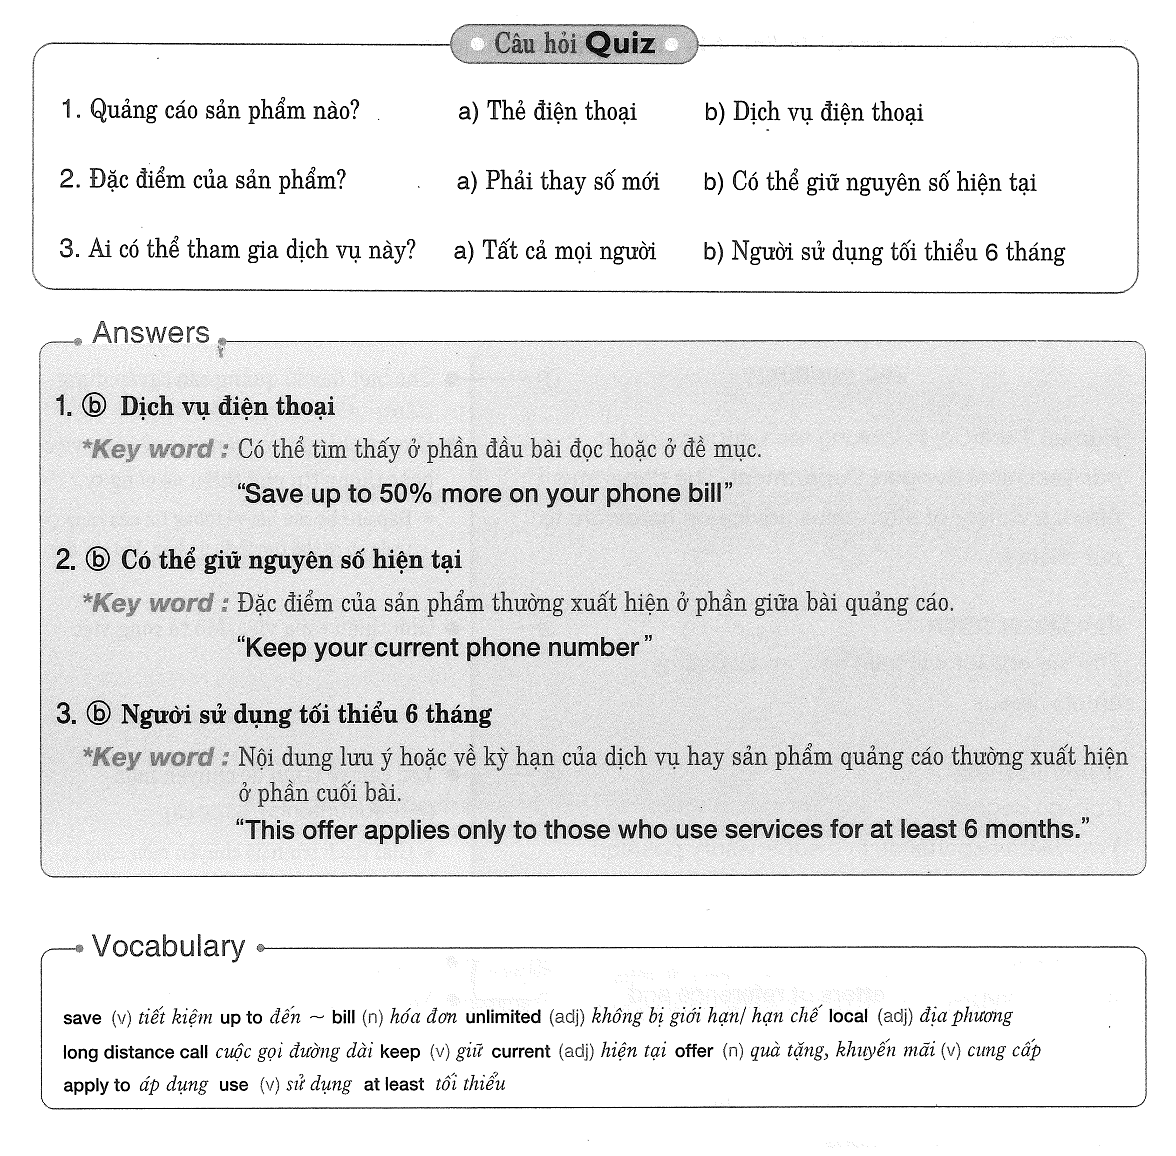 Câu hỏi Quiz
1. Quảng cáo sản phẩm nào? a) Thẻ điện thoại b) Dịch vụ điện thoại
2. Đặc điểm của sản phẩm? a) Phải thay số mới b) Có thể giữ nguyên số hiện tại
3. Ai có thể tham gia dịch vụ này? a) Tất cả mọi người b) Người sử dụng tối thiểu 6 tháng
Answers
1. ⓑ Dịch vụ điện thoại
*Key word : Có thể tìm thấy ở phần đầu bài đọc hoặc ở đề mục.
“Save up to 50% more on your phone bill”
2. ⓑ Có thể giữ nguyên số hiện tại
*Key word : Đặc điểm của sản phẩm thường xuất hiện ở phần giữa bài quảng cáo.
“Keep your current phone number”
3. ⓑ Người sử dụng tối thiểu 6 tháng
*Key word : Nội dung lưu ý hoặc về kỳ hạn của dịch vụ hay sản phẩm quảng cáo thường xuất hiện
ở phần cuối bài.
“This offer applies only to those who use services for at least 6 months.”
Vocabulary
save (v) tiết kiệm up to đến ~ bill (n) hóa đơn unlimited (adj) không bị giới hạn/ hạn chế local (adj) địa phương
long distance call cuộc gọi đường dài keep (v) giữ current (adj) hiện tại offer (n) quà tặng, khuyến mãi (v) cung cấp
apply to áp dụng use (v) sử dụng at least tối thiểu